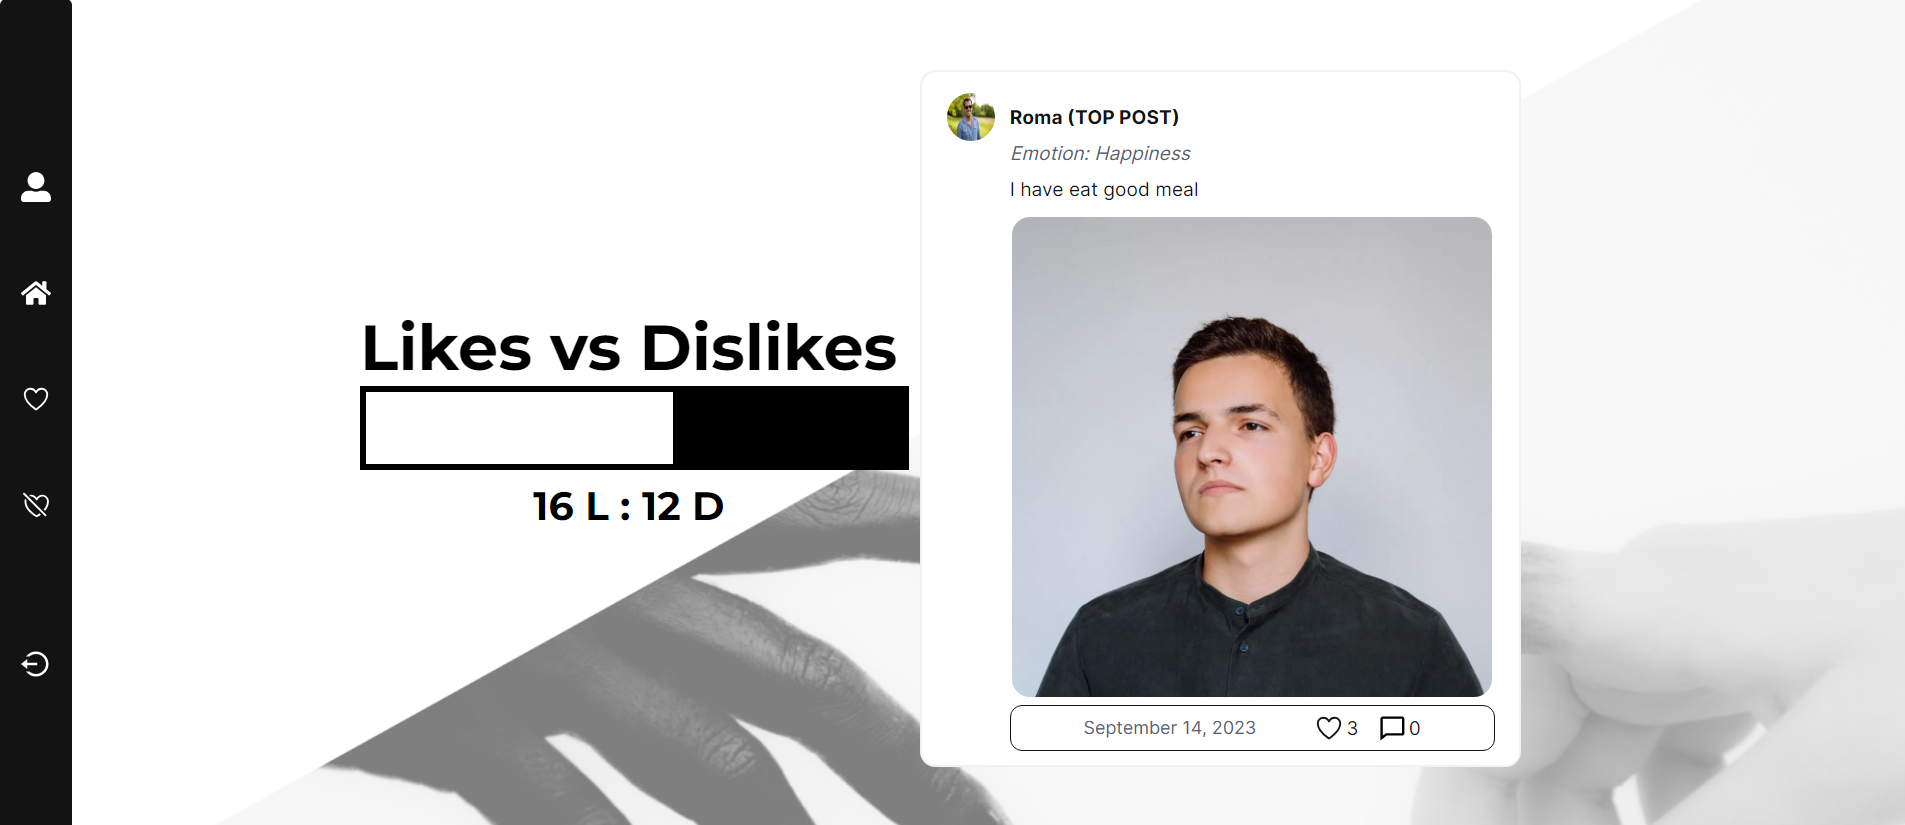 Likes vs Dislikes
16 L : 12 D
Roma (TOP POST)
Emotion: Happiness
I have eat good meal
September 14, 2023 3 0